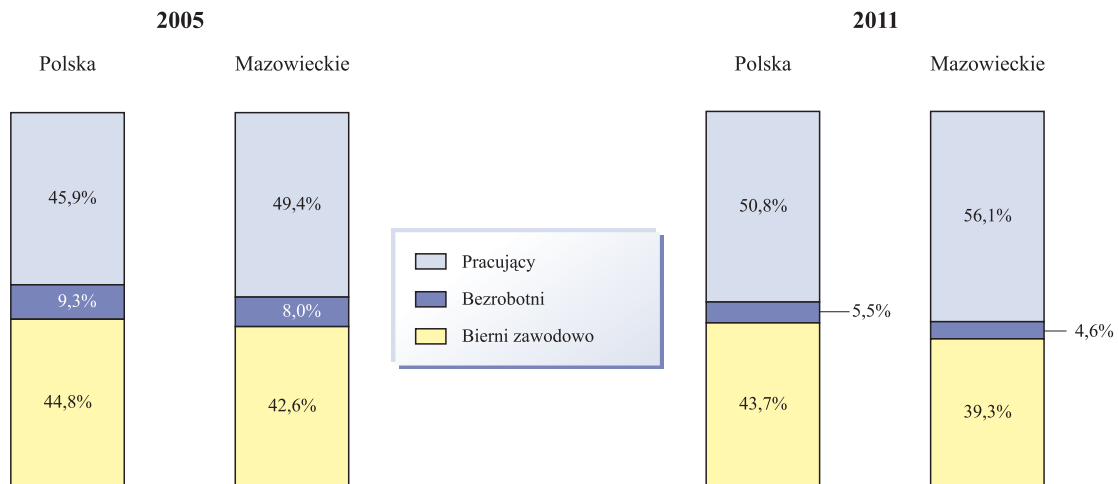 2005
2011
Polska
Mazowieckie
Polska
Mazowieckie
45,9%
49,4%
50,8%
56,1%
9,3%
8,0%
5,5%
4,6%
44,8%
42,6%
43,7%
39,3%
Pracujący
Bezrobotni
Bierni zawodowo